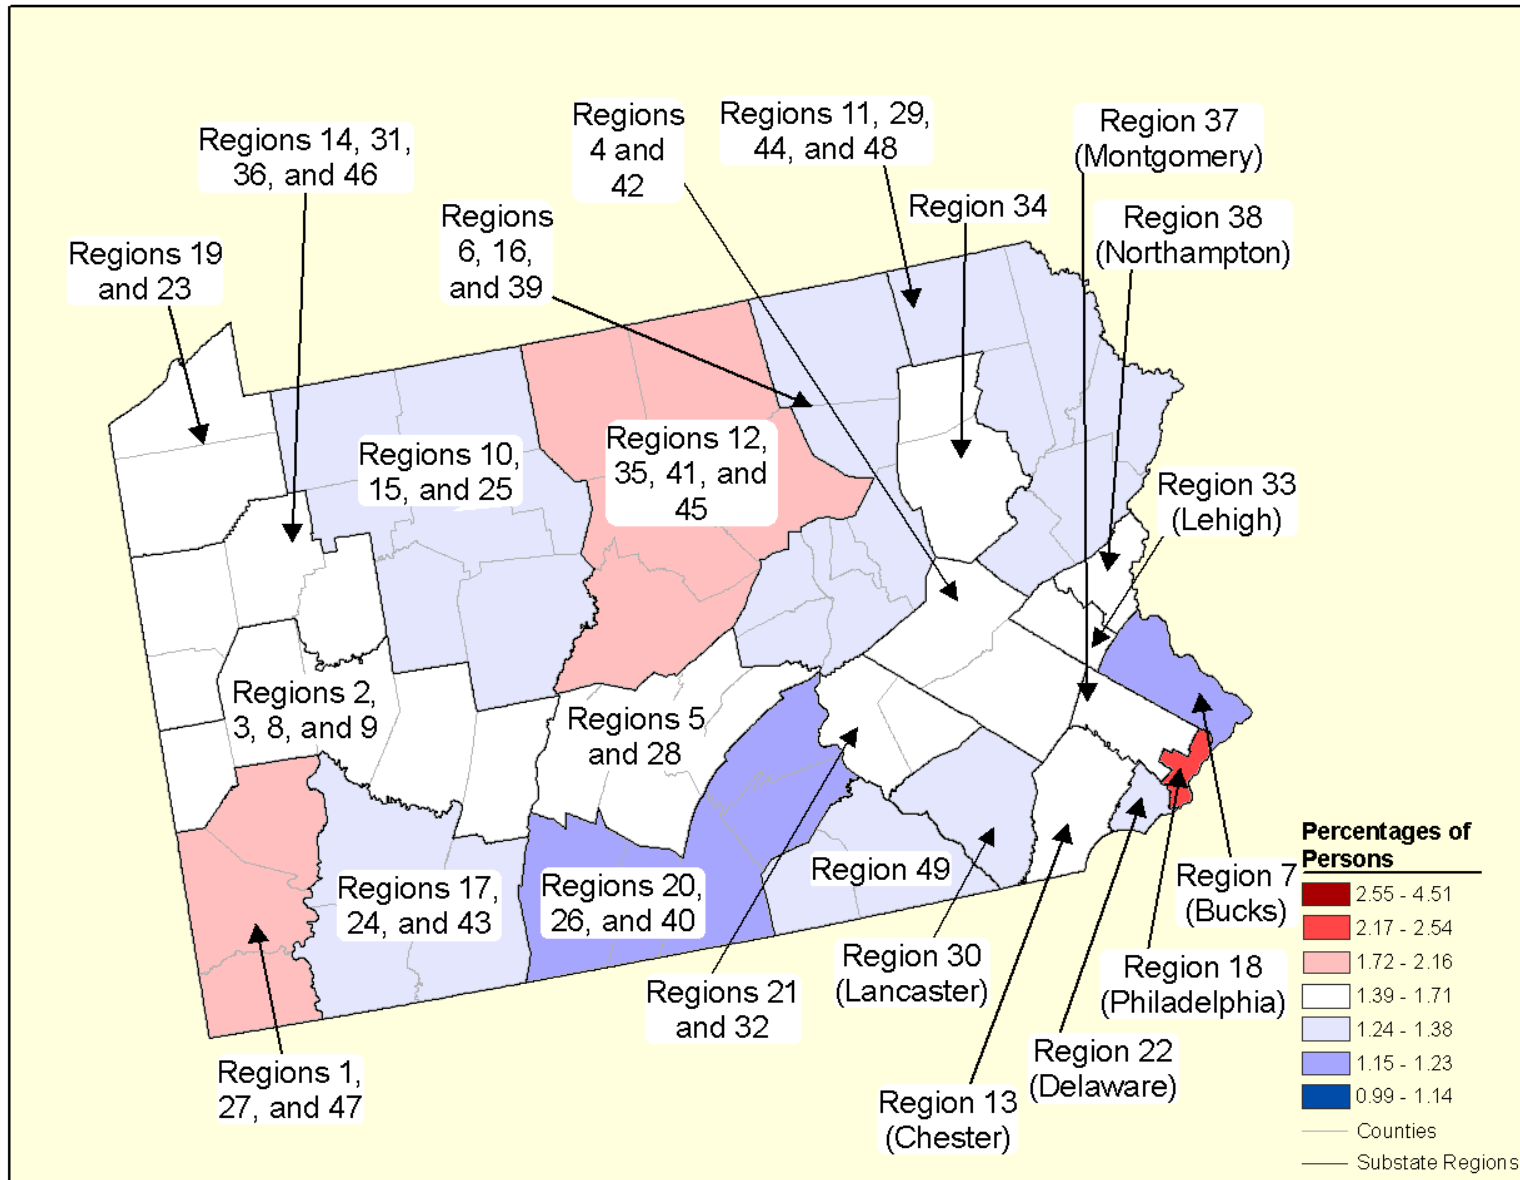 Regions 14, 31,
36, and 46
Regions
4 and
42
Regions 11, 29,
44, and 48
Region 37
(Montgomery)
Regions
6, 16,
and 39
Region 34
Region 38
(Northampton)
Regions 19
and 23
Regions 10,
15, and 25
Regions 12,
35, 41, and
45
Region 33
(Lehigh)
Regions 2,
3, 8, and 9
Regions 5
and 28
Regions 17,
24, and 43
Regions 20,
26, and 40
Region 49
Region 7
(Bucks)
Region 30
(Lancaster)
Region 18
(Philadelphia)
Regions 21
and 32
Region 22
(Delaware)
Regions 1,
27, and 47
Region 13
(Chester)
Percentages of
Persons
2.55 - 4.51
2.17 - 2.54
1.72 - 2.16
1.39 - 1.71
1.24 - 1.38
1.15 - 1.23
0.99 - 1.14
Counties
Substate Regions